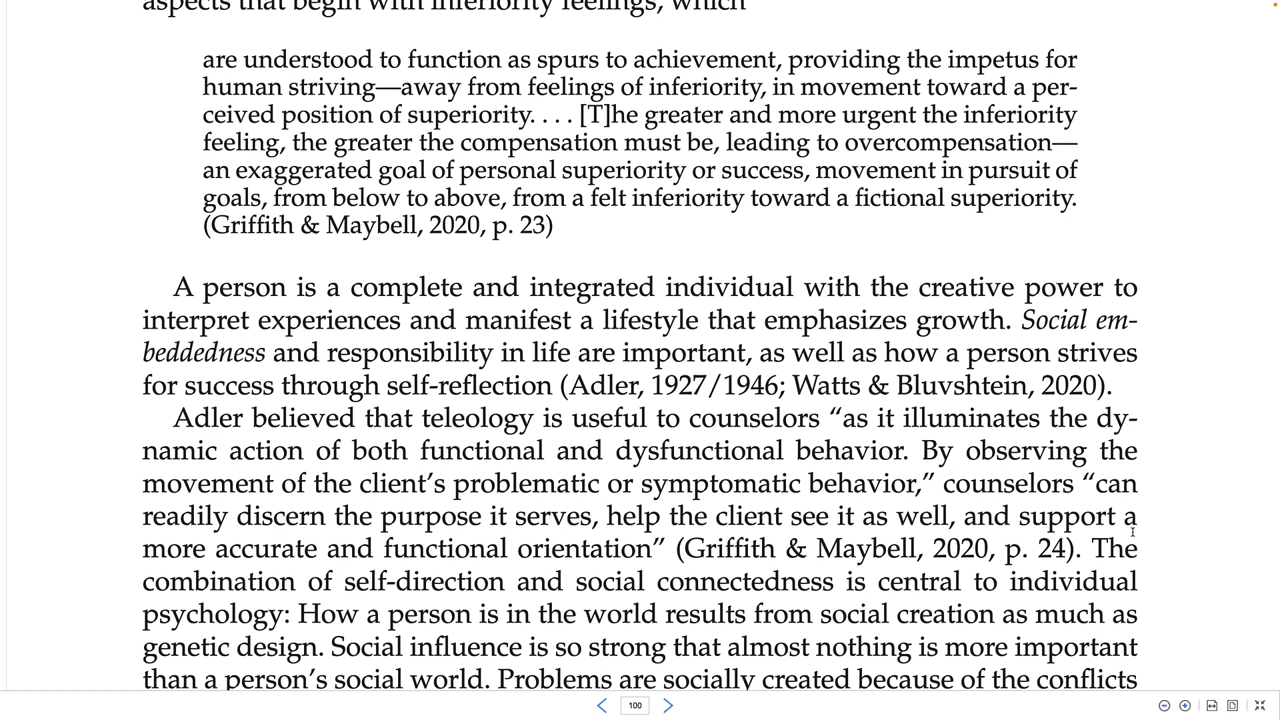 aspects that begin with inferiority feelings, which
are understood to function as spurs to achievement, providing the impetus for
human striving—away from feelings of inferiority, in movement toward a per-
ceived position of superiority. . . . [T]he greater and more urgent the inferiority
feeling, the greater the compensation must be, leading to overcompensation—
an exaggerated goal of personal superiority or success, movement in pursuit of
goals, from below to above, from a felt inferiority toward a fictional superiority.
(Griffith & Maybell, 2020, p. 23)
A person is a complete and integrated individual with the creative power to
interpret experiences and manifest a lifestyle that emphasizes growth. Social em-
beddedness and responsibility in life are important, as well as how a person strives
for success through self-reflection (Adler, 1927/1946; Watts & Bluvshtein, 2020).
Adler believed that teleology is useful to counselors “as it illuminates the dy-
namic action of both functional and dysfunctional behavior. By observing the
movement of the client’s problematic or symptomatic behavior,” counselors “can
readily discern the purpose it serves, help the client see it as well, and support a
more accurate and functional orientation” (Griffith & Maybell, 2020, p. 24). The
combination of self-direction and social connectedness is central to individual
psychology: How a person is in the world results from social creation as much as
genetic design. Social influence is so strong that almost nothing is more important
than a person’s social world. Problems are socially created because of the conflicts
100